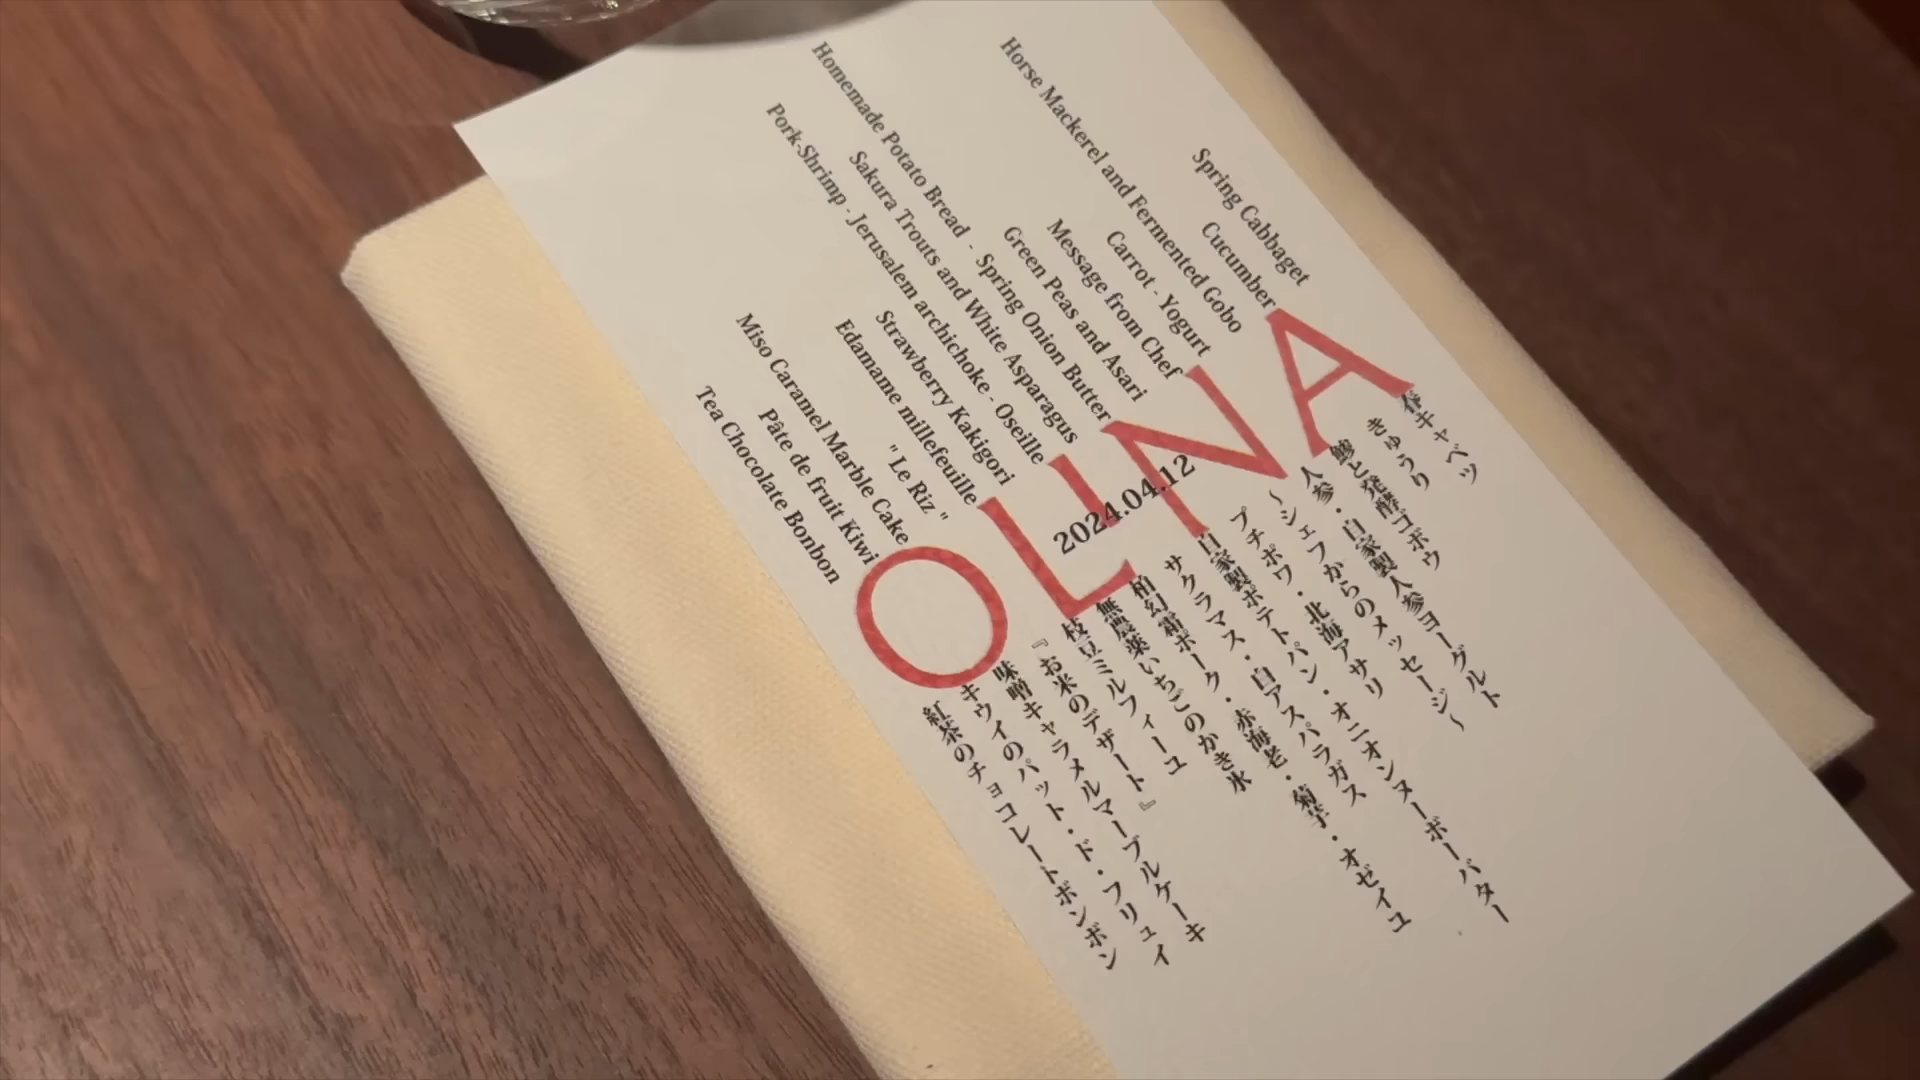 Spring Cabbaget
Cucumber
Horse Mackerel and Fermented Gobo
Carrot - Yogurt
Message from Chef
Green Peas and Asari
Homemade Potato Bread - Spring Onion Butter
Sakura Trouts and White Asparagus
Pork-Shrimp - Jerusalem archichoke - Oseille
Strawberry Kakigori
Edamame millefeuille
" Le Riz "
Miso Caramel Marble Cake
Pâte de fruit Kiwi
Tea Chocolate Bonbon
OLINA
2024.04.12
春キャベツ
きゅうり
鯵と発酵ゴボウ
人参・自家製人参ヨーグルト
~シェフからのメッセージ~
プチポワ・北海アサリ
自家製ポテトパン・オニオンヌーボーバター
サクラマス・白アスパラガス
柏幻霜ポーク・赤海老・菊芋・オゼイユ
無農薬いちごのかき氷
枝豆ミルフィーユ
『お米のデザート』
味噌キャラメルマーブルケーキ
キウイのパット・ド・フリュイ
紅茶のチョコレートボンボン